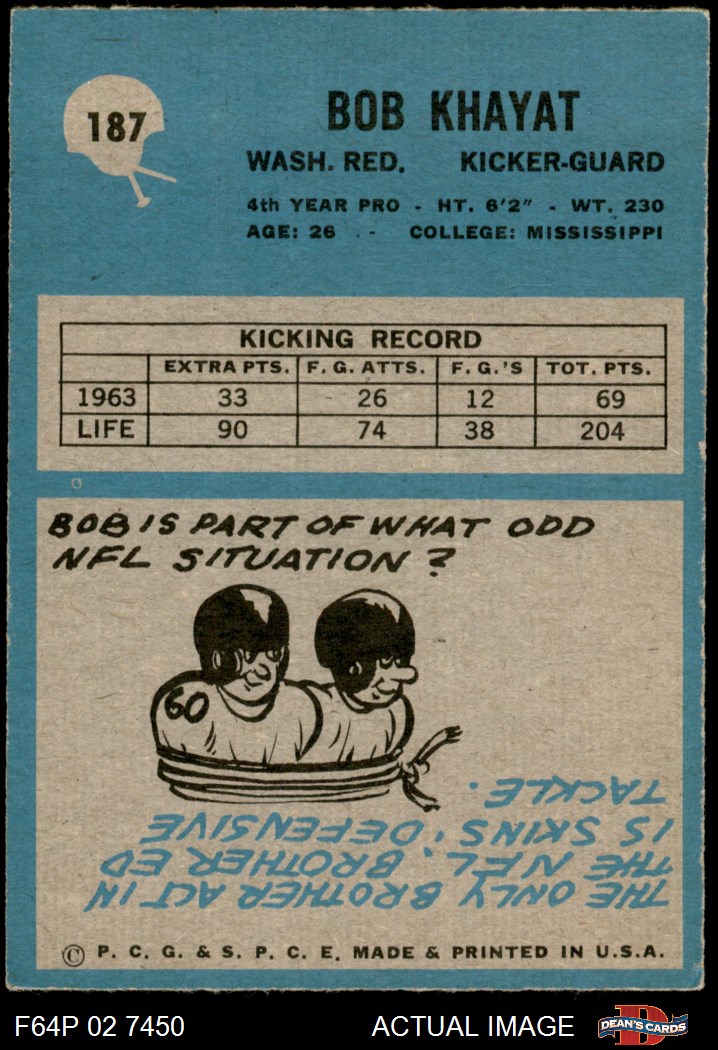 187
BOB KHAYAT
WASH. RED. KICKER-GUARD
4th YEAR PRO - HT. 6'2" - WT. 230
AGE: 26 - COLLEGE: MISSISSIPPI
KICKING RECORD
EXTRA PTS. F. G. ATTS. F. G.'S TOT. PTS.
1963 33 26 12 69
LIFE 90 74 38 204
BOB IS PART OF WHAT ODD
NFL SITUATION?
60
THE ONLY BROTHER ACT IN
THE NFL. BROTHER ED
IS SKINS' DEFENSIVE
TACKLE.
© P. C. G. & S. P. C. E. MADE & PRINTED IN U.S.A.
F64P 02 7450 ACTUAL IMAGE
D
DEAN'S CARDS